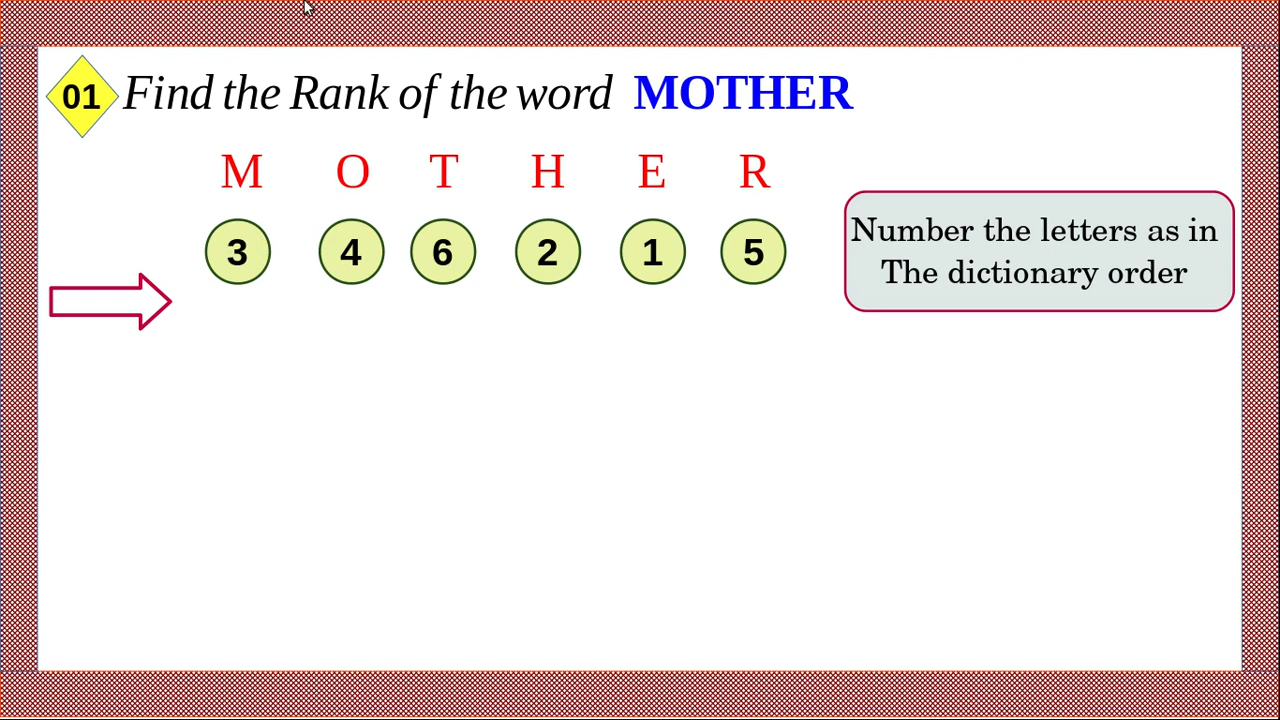 01 Find the Rank of the word MOTHER
M O T H E R
3 4 6 2 1 5
Number the letters as in
The dictionary order